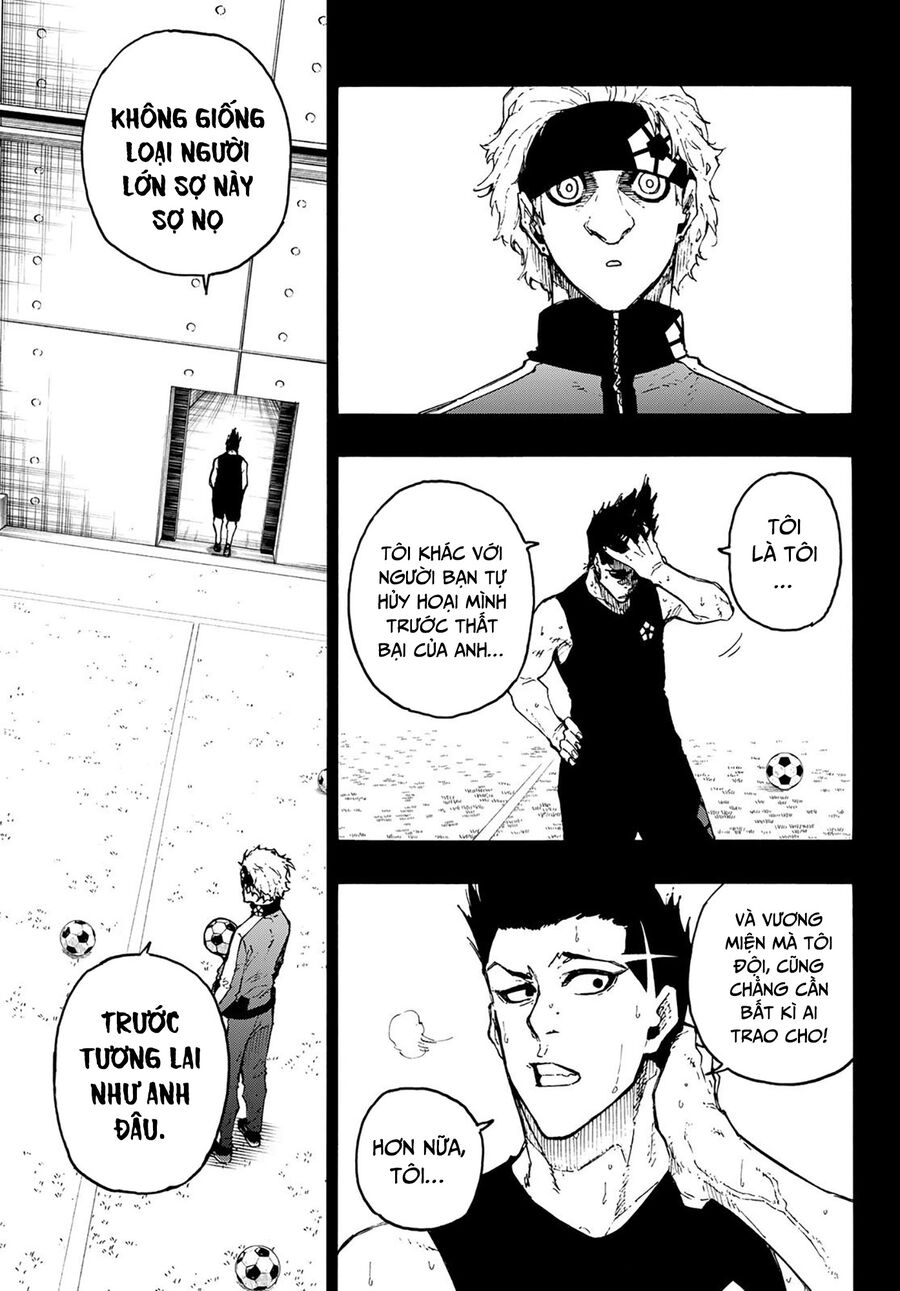 TÔI
LÀ TÔI
...
TÔI KHÁC VỚI
NGƯỜI BẠN TỰ
HỦY HOẠI MÌNH
TRƯỚC THẤT
BẠI CỦA ANH...
VÀ VƯƠNG
MIỆN MÀ TÔI
ĐỘI, CŨNG
CHẲNG CẦN
BẤT KÌ AI
TRAO CHO!
HƠN NỮA,
TÔI...
KHÔNG GIỐNG
LOẠI NGƯỜI
LỚN SỢ NÀY
SỢ NỌ
TRƯỚC
TƯƠNG LAI
NHƯ ANH
ĐÂU.